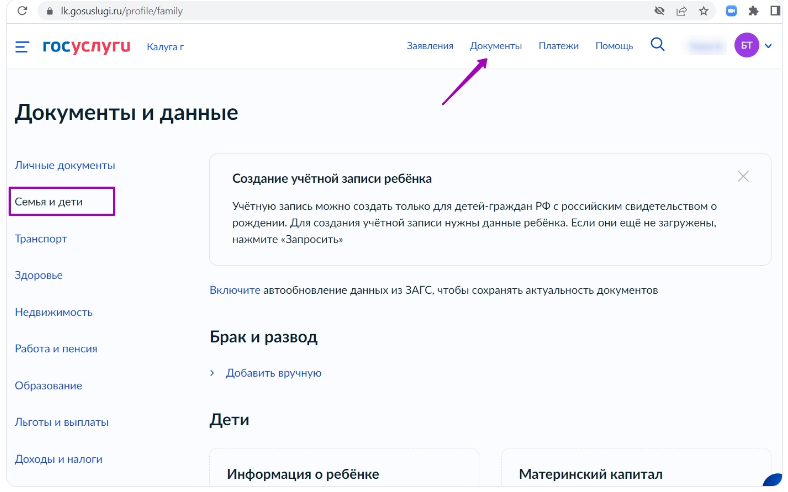 lk.gosuslugi.ru/profile/family
госуслуги
Калуга г
Заявления
Документы
Платежи
Помощь
БТ
Документы и данные
Личные документы
Семья и дети
Транспорт
Здоровье
Недвижимость
Работа и пенсия
Образование
Льготы и выплаты
Доходы и налоги
Создание учётной записи ребёнка
Учётную запись можно создать только для детей-граждан РФ с российским свидетельством о
рождении. Для создания учётной записи нужны данные ребёнка. Если они ещё не загружены,
нажмите «Запросить»
Включите автообновление данных из ЗАГС, чтобы сохранять актуальность документов
Брак и развод
Добавить вручную
Дети
Информация о ребёнке
Материнский капитал